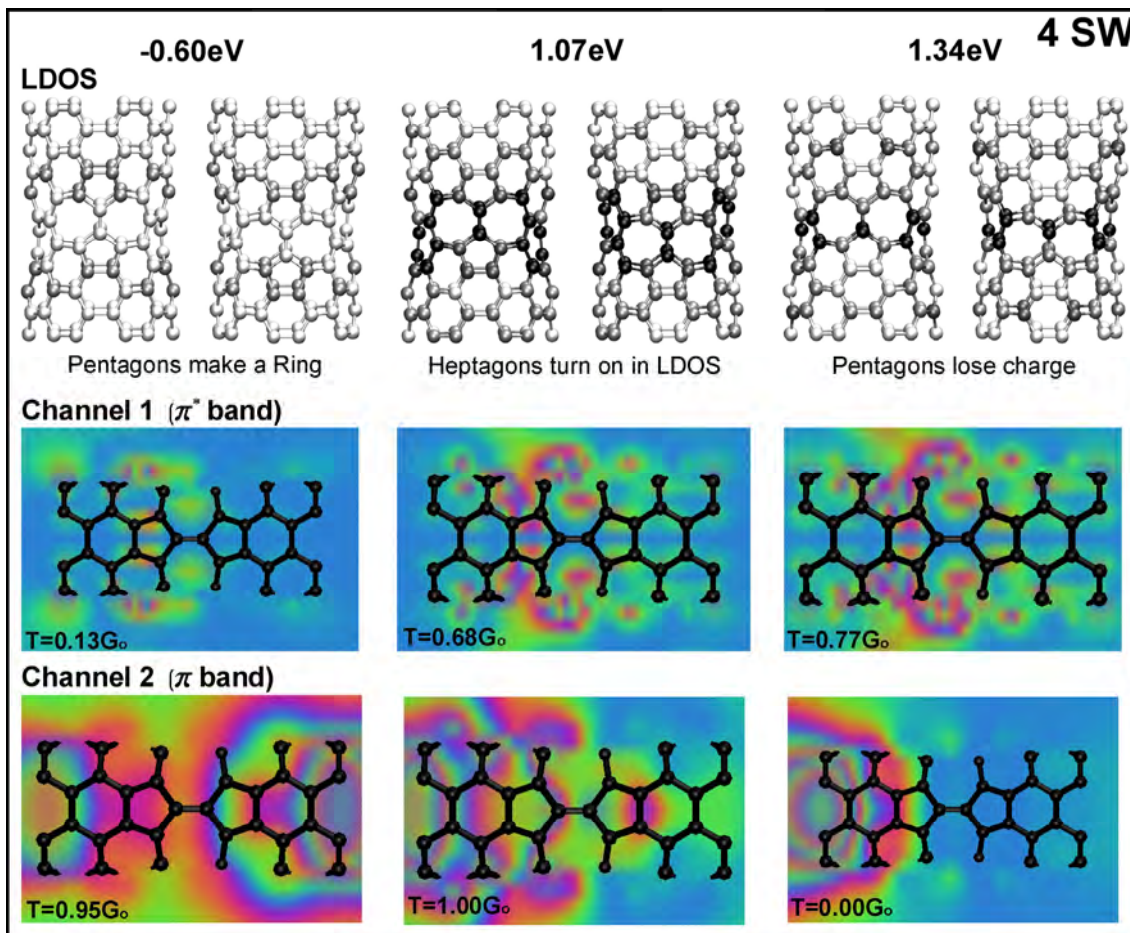 4 SW
-0.60eV 1.07eV 1.34eV
LDOS
Pentagons make a Ring Heptagons turn on in LDOS Pentagons lose charge
Channel 1 (π* band)
T=0.13G₀ T=0.68G₀ T=0.77G₀
Channel 2 (π band)
T=0.95G₀ T=1.00G₀ T=0.00G₀